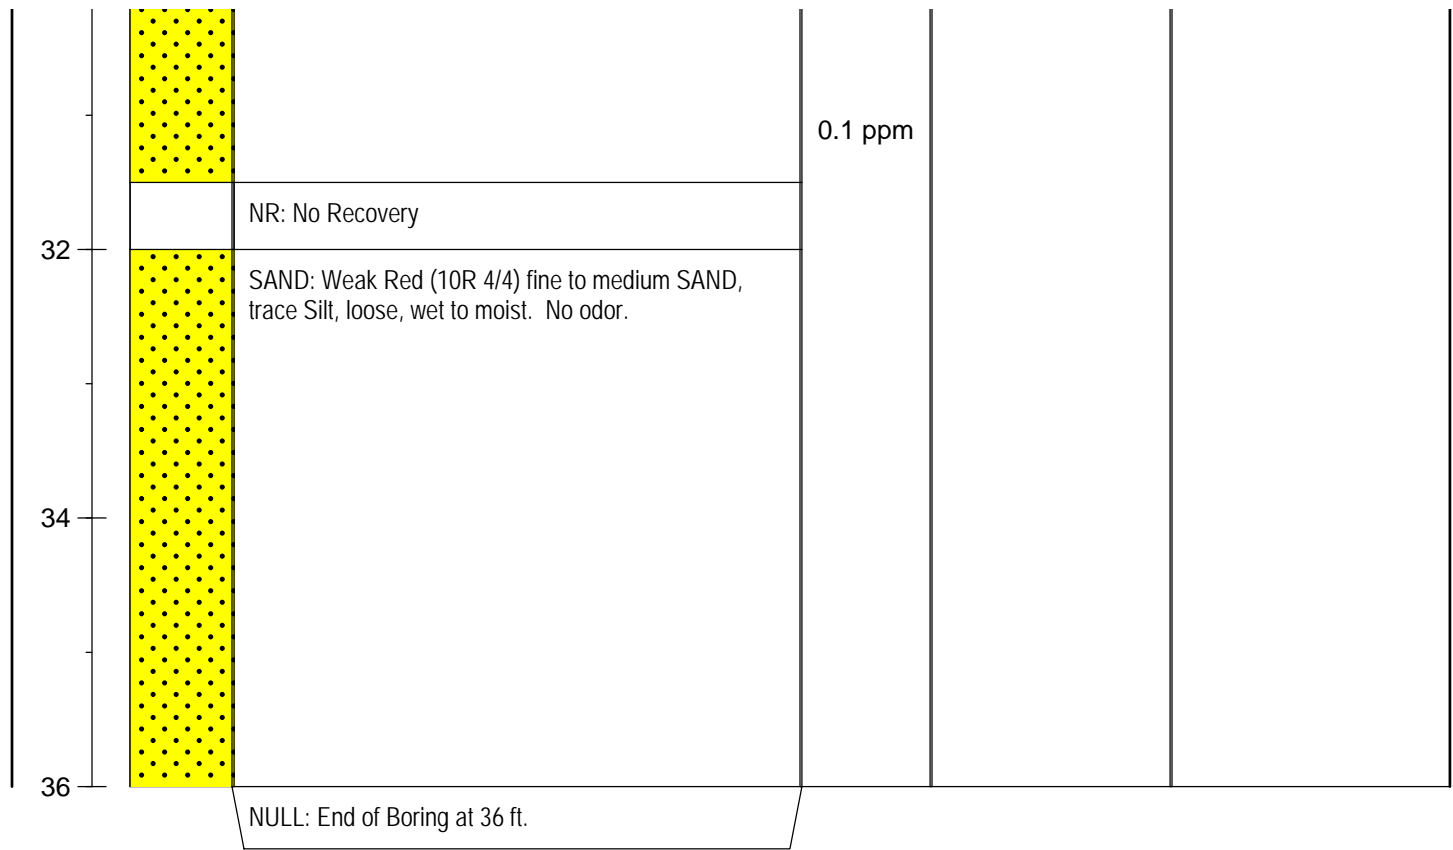 0.1 ppm
NR: No Recovery
32
SAND: Weak Red (10R 4/4) fine to medium SAND,
trace Silt, loose, wet to moist.  No odor.
34
36
NULL: End of Boring at 36 ft.